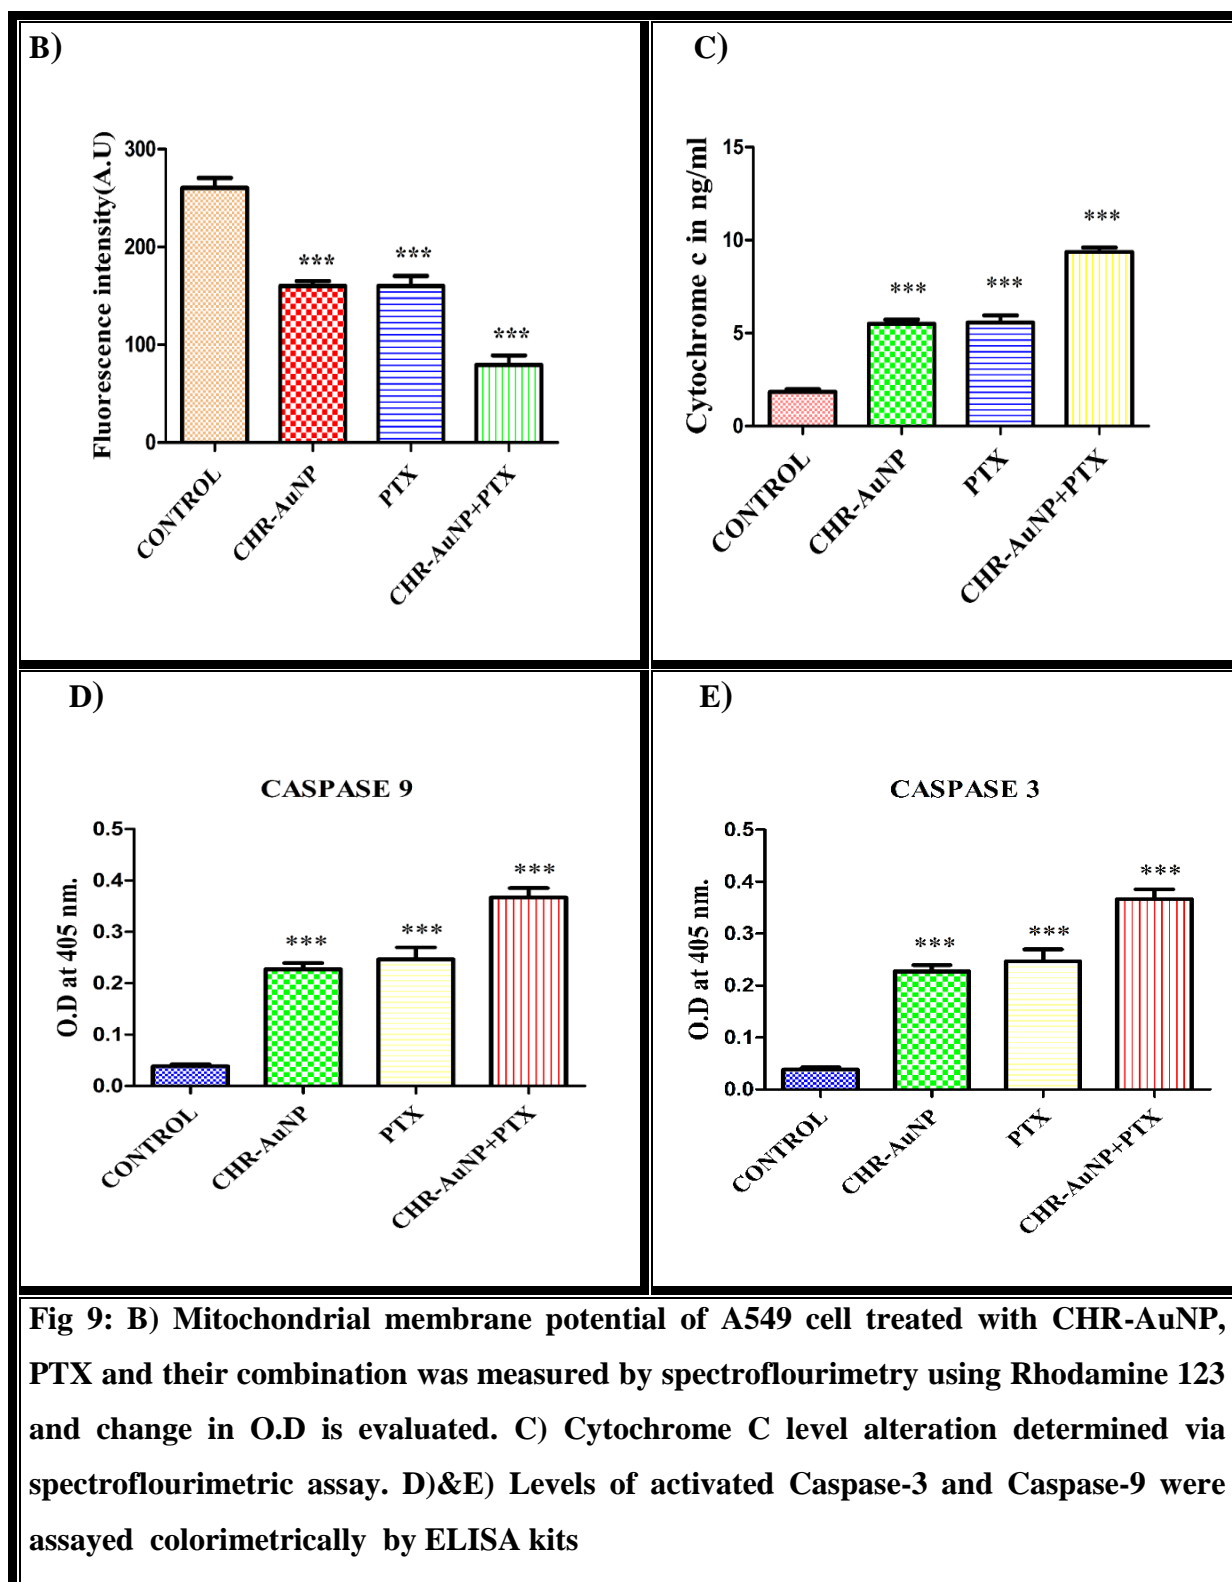 B)
Fluorescence intensity(A.U)
300
200
100
0
***
***
***
CONTROL
CHR-AuNP
PTX
CHR-AuNP+PTX
C)
Cytochrome c in ng/ml
15
10
5
0
***
***
***
CONTROL
CHR-AuNP
PTX
CHR-AuNP+PTX
D)
CASPASE 9
O.D at 405 nm.
0.5
0.4
0.3
0.2
0.1
0.0
***
***
***
CONTROL
CHR-AuNP
PTX
CHR-AuNP+PTX
E)
CASPASE 3
O.D at 405 nm.
0.5
0.4
0.3
0.2
0.1
0.0
***
***
***
CONTROL
CHR-AuNP
PTX
CHR-AuNP+PTX
Fig 9: B) Mitochondrial membrane potential of A549 cell treated with CHR-AuNP,
PTX and their combination was measured by spectroflourimetry using Rhodamine 123
and change in O.D is evaluated. C) Cytochrome C level alteration determined via
spectroflourimetric assay. D)&E) Levels of activated Caspase-3 and Caspase-9 were
assayed colorimetrically by ELISA kits